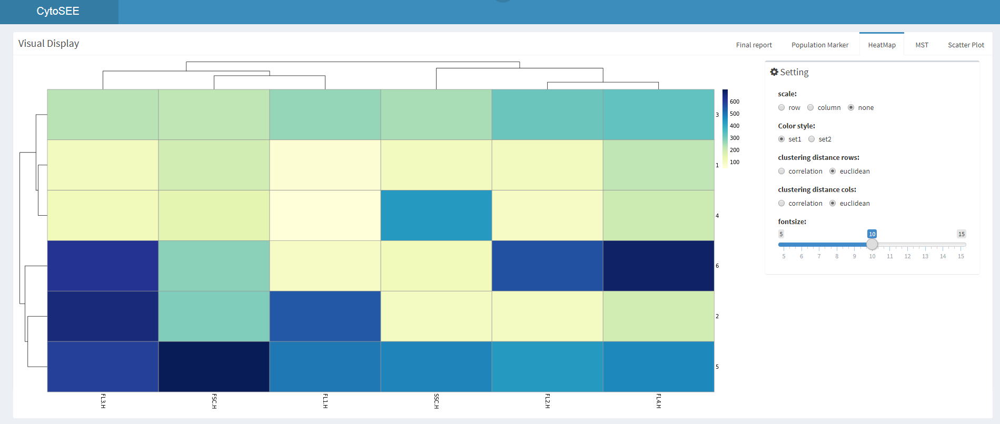 CytoSEE
Visual Display
Final report
Population Marker
HeatMap
MST
Scatter Plot
3
1
4
6
2
5
FL3.H
FSC.H
FL1.H
SSC.H
FL2.H
FL4.H
600
500
400
300
200
100
Setting
scale:
row column none
Color style:
set1 set2
clustering distance rows:
correlation euclidean
clustering distance cols:
correlation euclidean
fontsize:
5 10 15
5 6 7 8 9 10 11 12 13 14 15